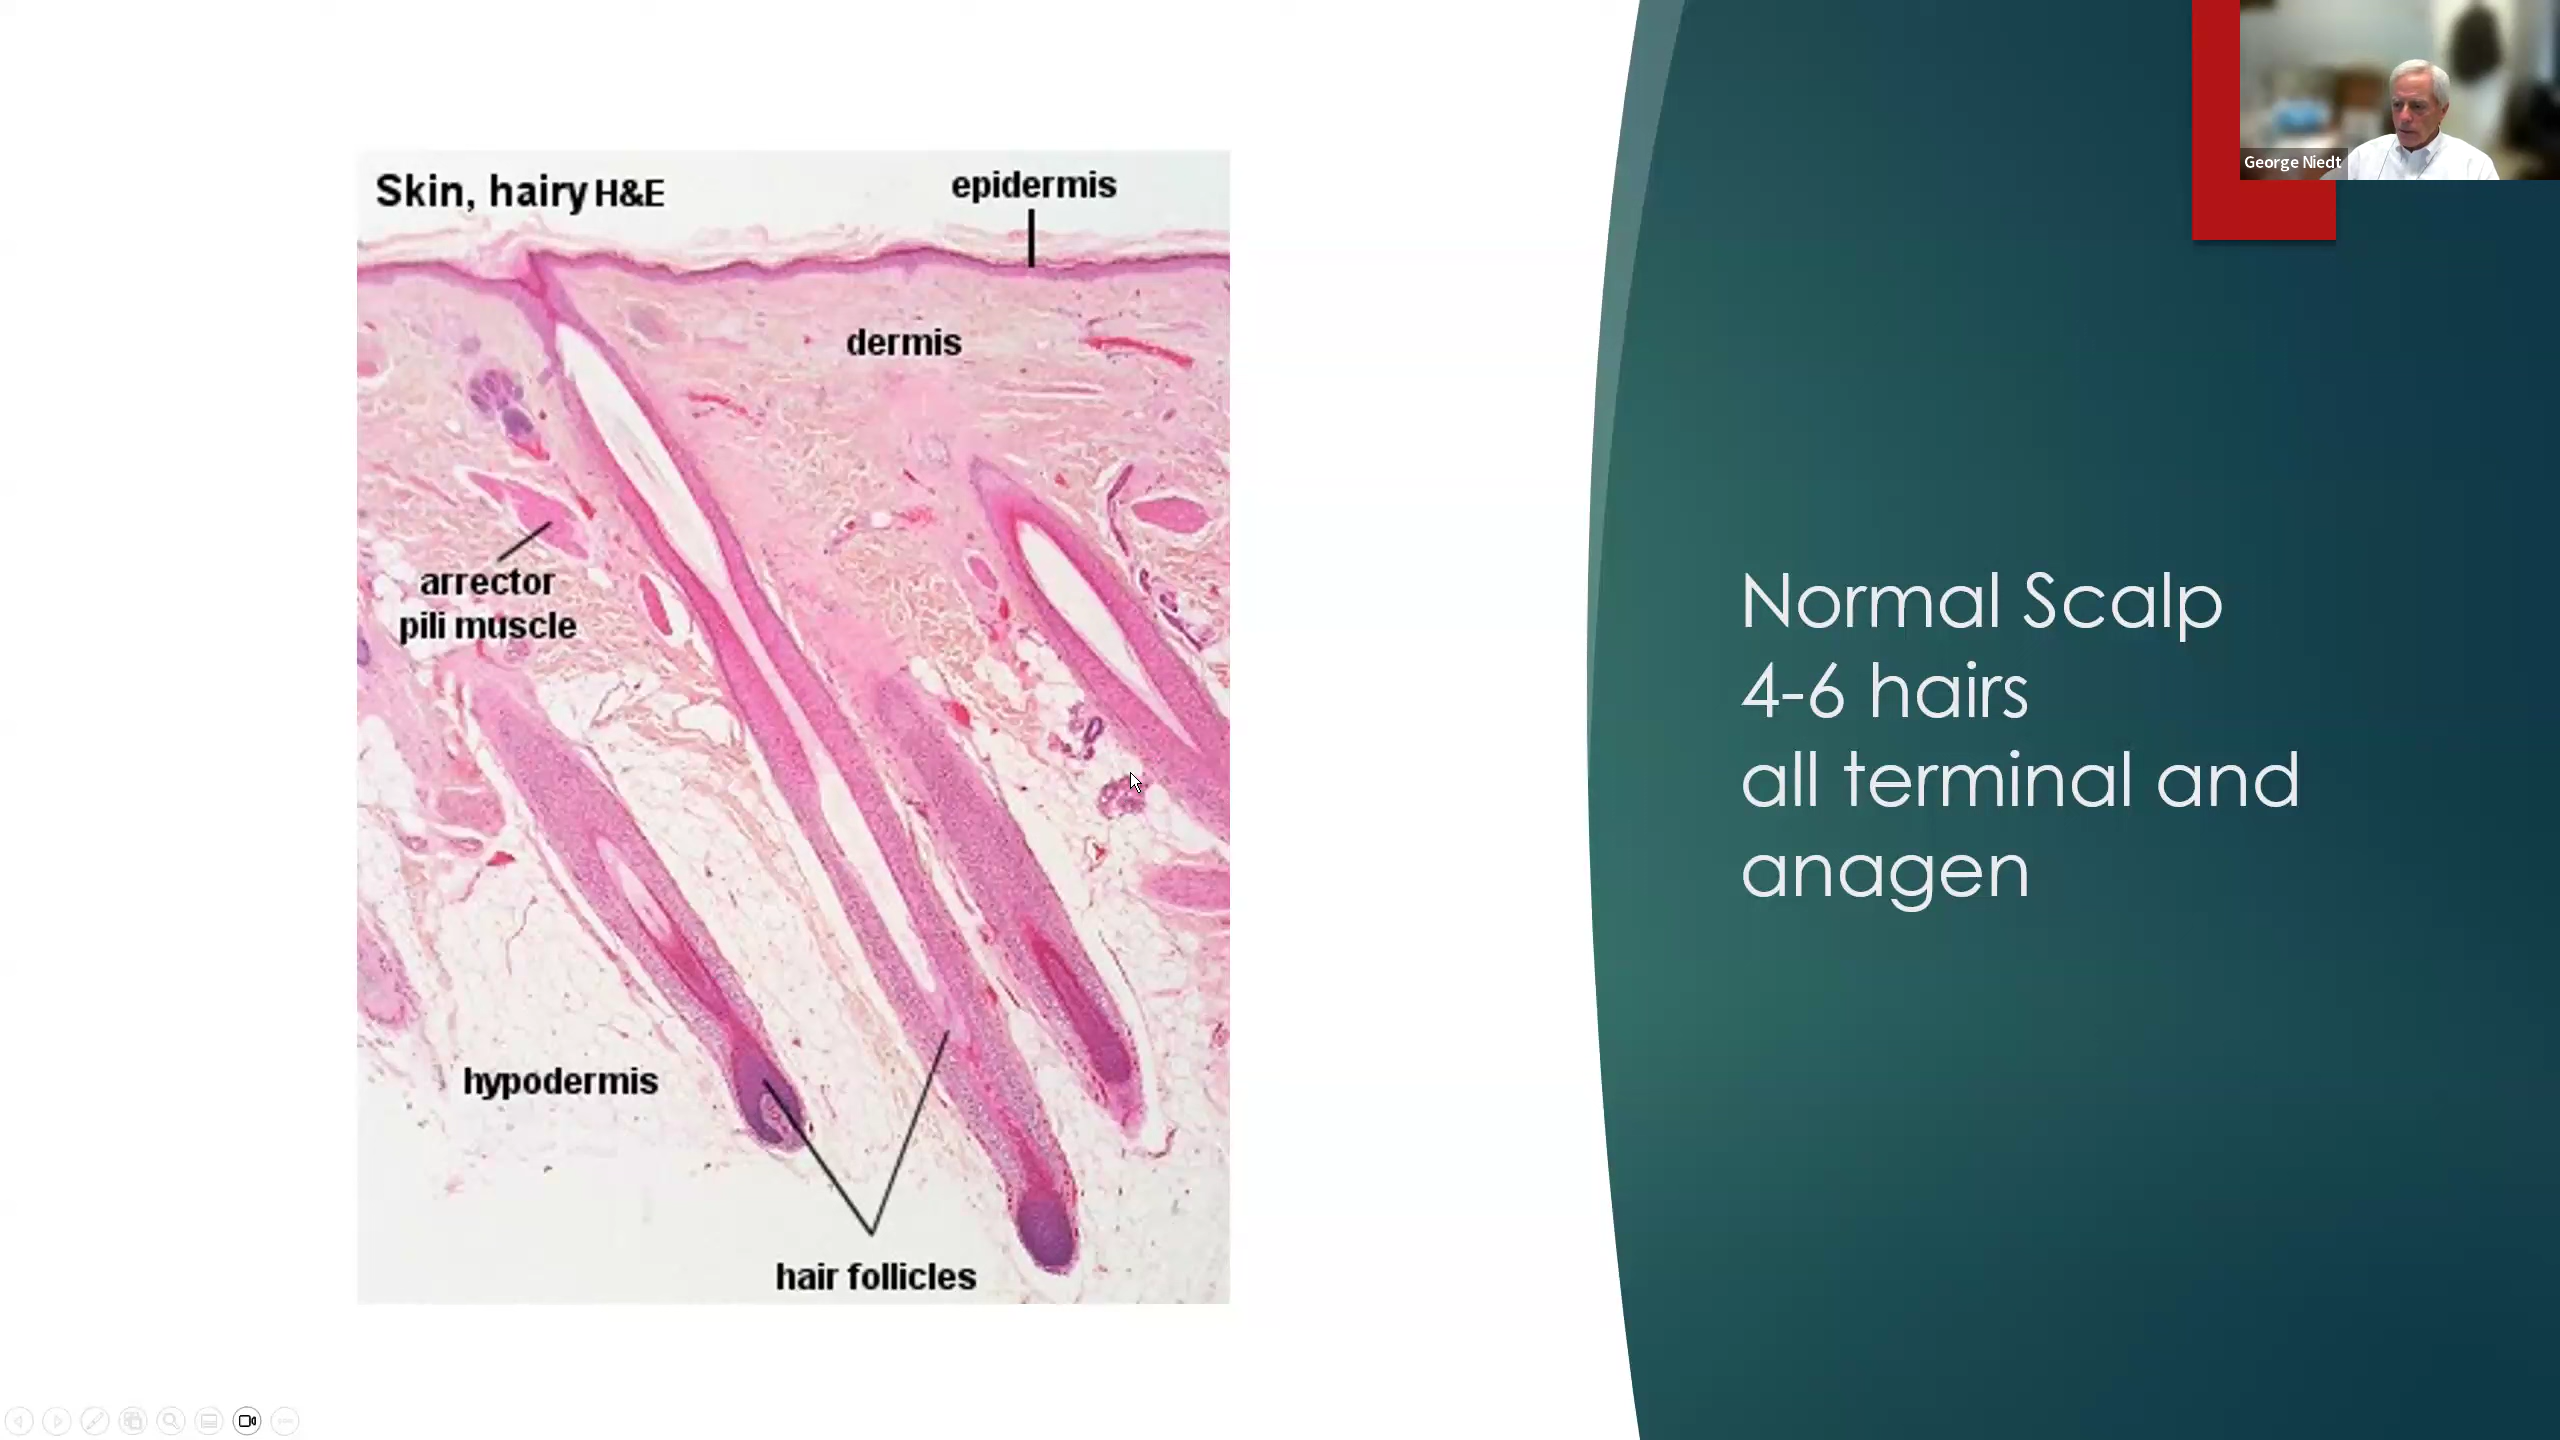 Skin, hairy H&E
epidermis
dermis
arrector
pili muscle
hypodermis
hair follicles
Normal Scalp
4-6 hairs
all terminal and
anagen
George Niedt